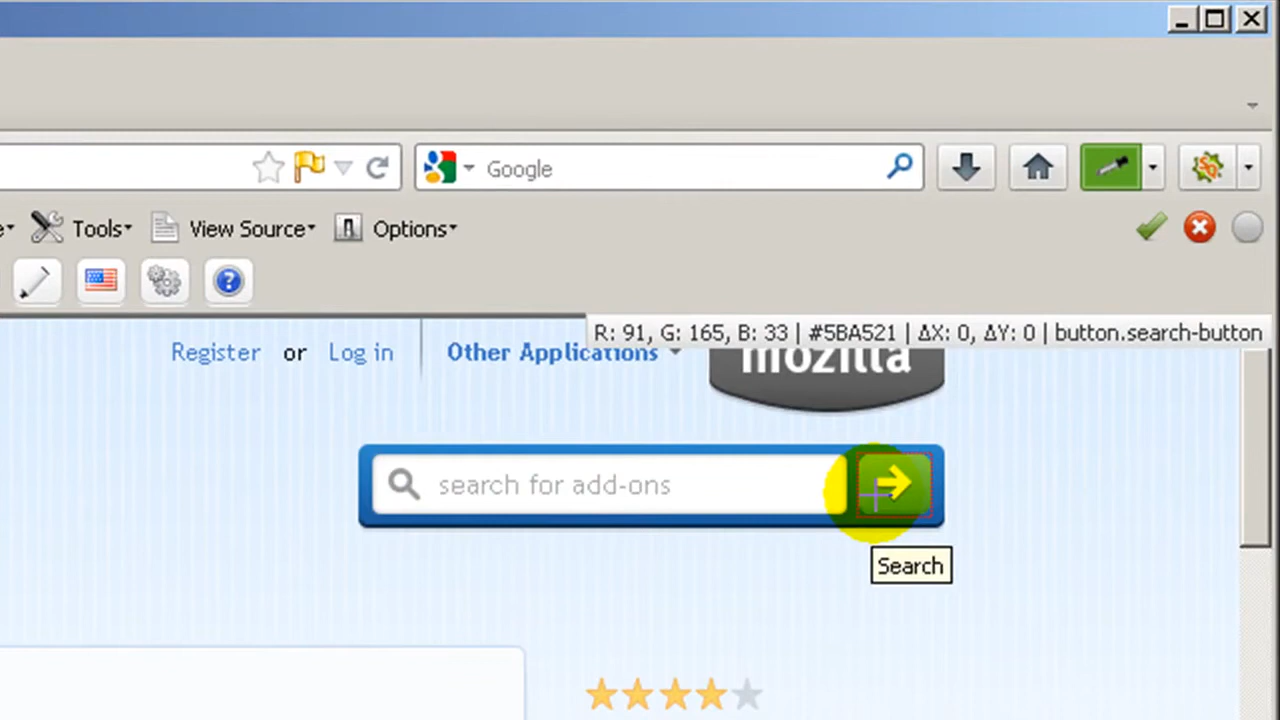 Google
Tools
View Source
Options
R: 91, G: 165, B: 33 | #5BA521 | ΔX: 0, ΔY: 0 | button.search-button
Register or Log in Other Applications
mozilla
search for add-ons
Search